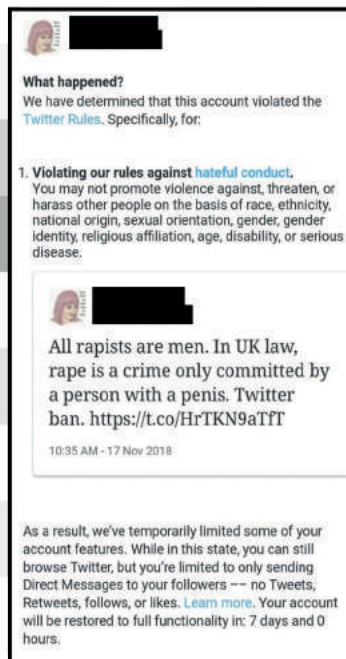 What happened?
We have determined that this account violated the
Twitter Rules. Specifically, for:
1. Violating our rules against hateful conduct.
You may not promote violence against, threaten, or
harass other people on the basis of race, ethnicity,
national origin, sexual orientation, gender, gender
identity, religious affiliation, age, disability, or serious
disease.
All rapists are men. In UK law,
rape is a crime only committed by
a person with a penis. Twitter
ban. https://t.co/HrTKN9aTfT
10:35 AM - 17 Nov 2018
As a result, we've temporarily limited some of your
account features. While in this state, you can still
browse Twitter, but you're limited to only sending
Direct Messages to your followers –– no Tweets,
Retweets, follows, or likes. Learn more. Your account
will be restored to full functionality in: 7 days and 0
hours.